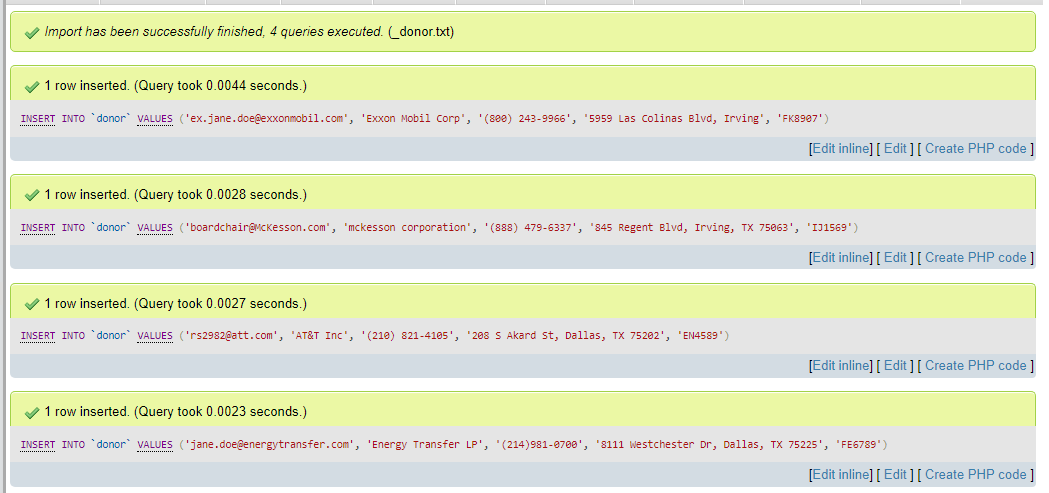 Import has been successfully finished, 4 queries executed. (_donor.txt)
1 row inserted. (Query took 0.0044 seconds.)
INSERT INTO `donor` VALUES ('ex.jane.doe@exxonmobil.com', 'Exxon Mobil Corp', '(800) 243-9966', '5959 Las Colinas Blvd, Irving', 'FK8907')
[Edit inline] [ Edit ] [ Create PHP code ]
1 row inserted. (Query took 0.0028 seconds.)
INSERT INTO `donor` VALUES ('boardchair@McKesson.com', 'mckesson corporation', '(888) 479-6337', '845 Regent Blvd, Irving, TX 75063', 'IJ1569')
[Edit inline] [ Edit ] [ Create PHP code ]
1 row inserted. (Query took 0.0027 seconds.)
INSERT INTO `donor` VALUES ('rs2982@att.com', 'AT&T Inc', '(210) 821-4105', '208 S Akard St, Dallas, TX 75202', 'EN4589')
[Edit inline] [ Edit ] [ Create PHP code ]
1 row inserted. (Query took 0.0023 seconds.)
INSERT INTO `donor` VALUES ('jane.doe@energytransfer.com', 'Energy Transfer LP', '(214)981-0700', '8111 Westchester Dr, Dallas, TX 75225', 'FE6789')
[Edit inline] [ Edit ] [ Create PHP code ]